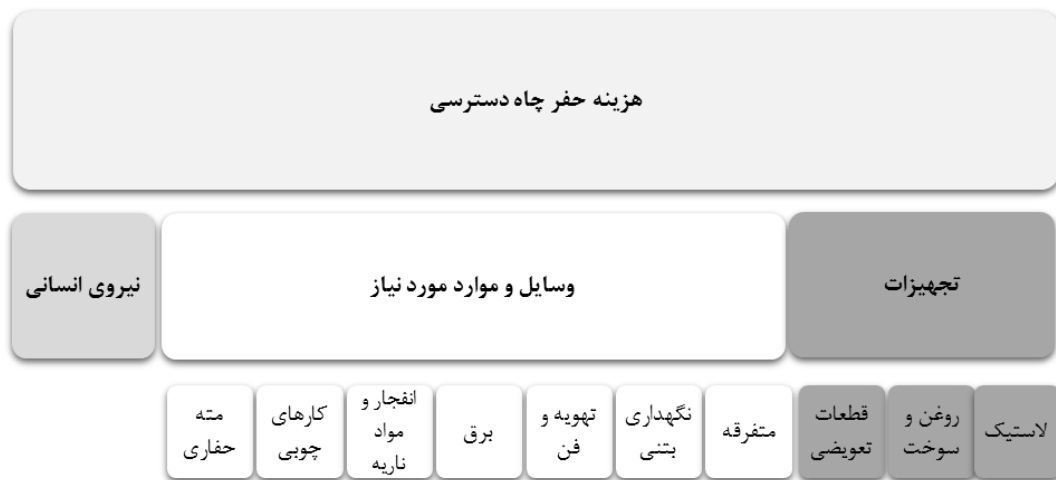 هزینه حفر چاه دسترسی
تجهیزات
وسایل و موارد مورد نیاز
نیروی انسانی
لاستیک
روغن و
سوخت
قطعات
تعویضی
متفرقه
نگهداری
بتنی
تهویه و
فن
برق
انفجار و
مواد
ناریه
کارهای
چوبی
مته
حفاری